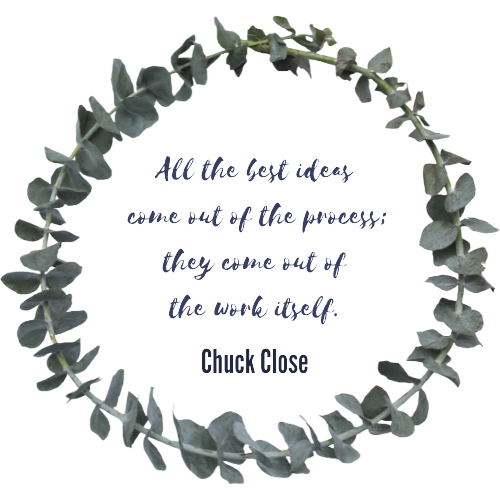 All the best ideas
come out of the process;
they come out of
the work itself.
Chuck Close